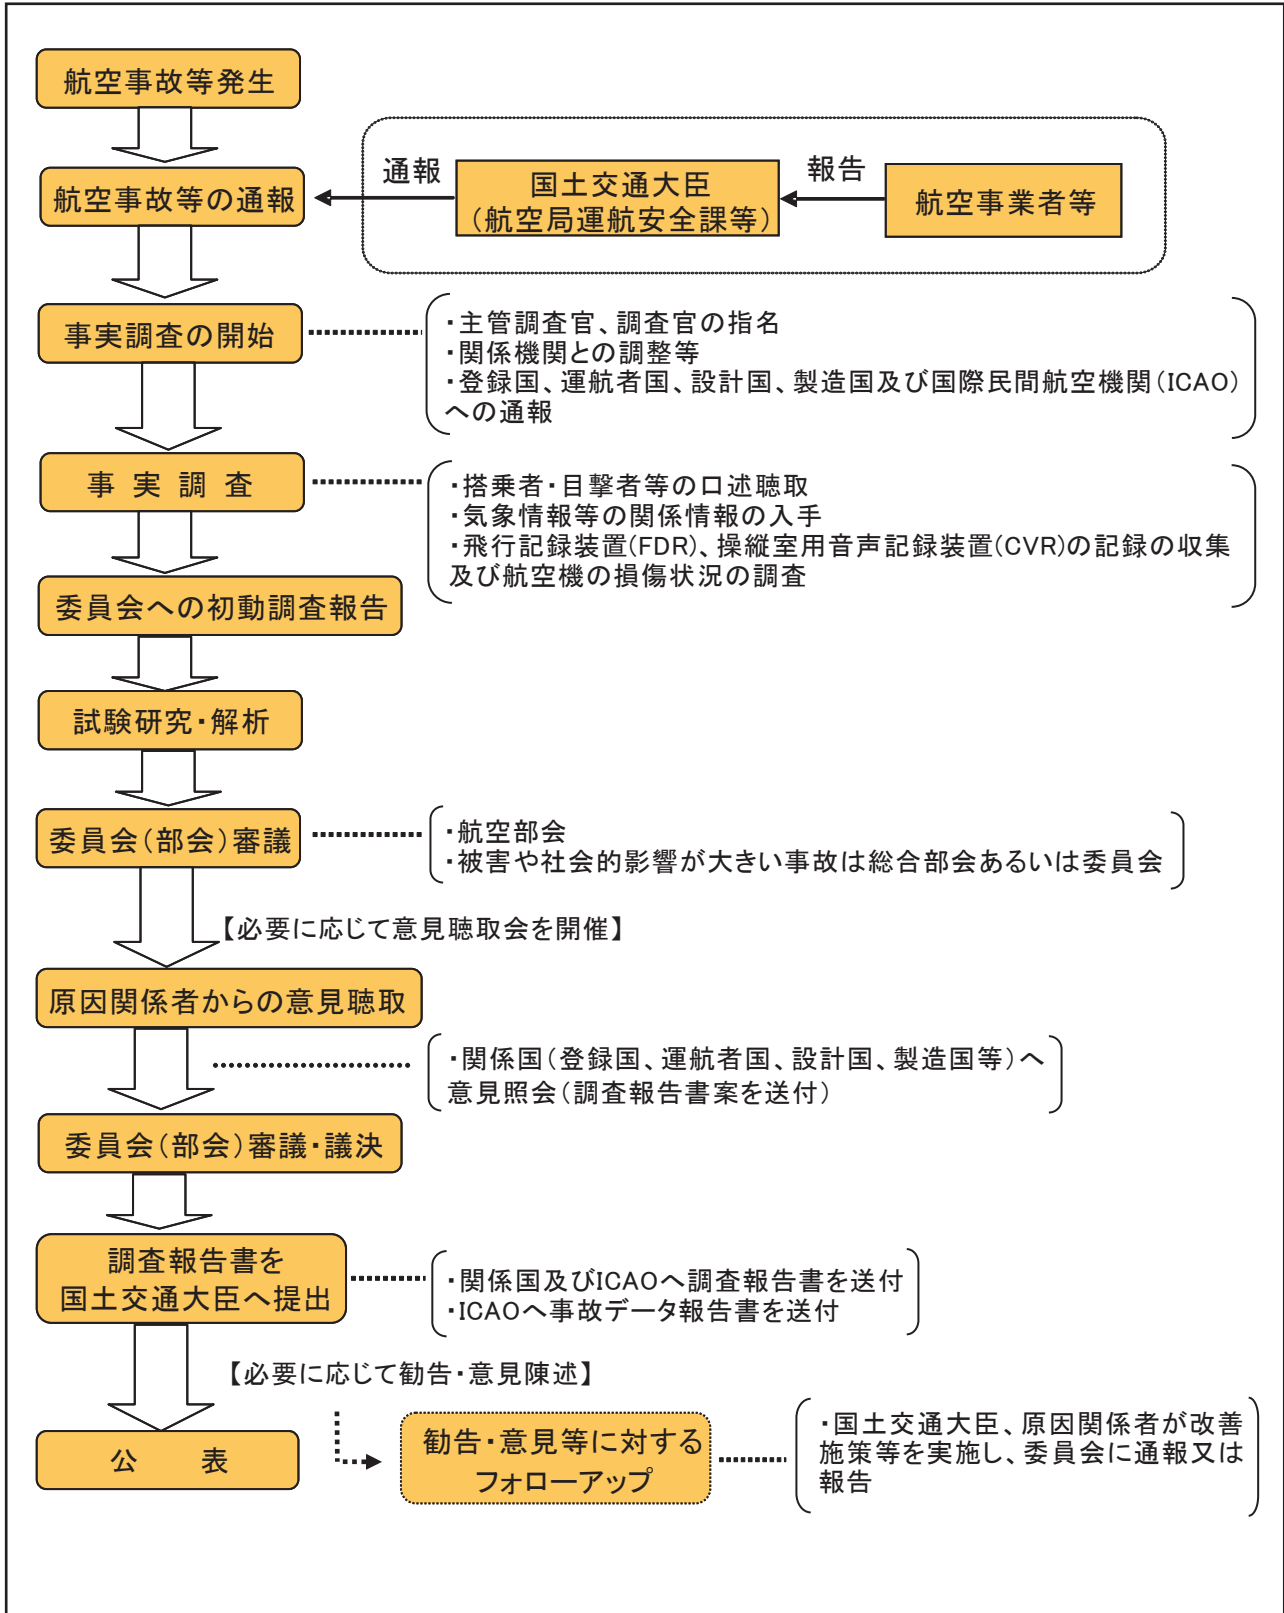 航空事故等発生
通報
報告
航空事故等の通報
国土交通大臣
(航空局運航安全課等)
航空事業者等
事実調査の開始
・主管調査官、調査官の指名
・関係機関との調整等
・登録国、運航者国、設計国、製造国及び国際民間航空機関(ICAO)
への通報
事 実 調 査
・搭乗者・目撃者等の口述聴取
・気象情報等の関係情報の入手
・飛行記録装置(FDR)、操縦室用音声記録装置(CVR)の記録の収集
及び航空機の損傷状況の調査
委員会への初動調査報告
試験研究・解析
委員会(部会)審議
・航空部会
・被害や社会的影響が大きい事故は総合部会あるいは委員会
【必要に応じて意見聴取会を開催】
原因関係者からの意見聴取
・関係国(登録国、運航者国、設計国、製造国等)へ
意見照会(調査報告書案を送付)
委員会(部会)審議・議決
調査報告書を
国土交通大臣へ提出
・関係国及びICAOへ調査報告書を送付
・ICAOへ事故データ報告書を送付
【必要に応じて勧告・意見陳述】
公 表
勧告・意見等に対する
フォローアップ
・国土交通大臣、原因関係者が改善
施策等を実施し、委員会に通報又は
報告